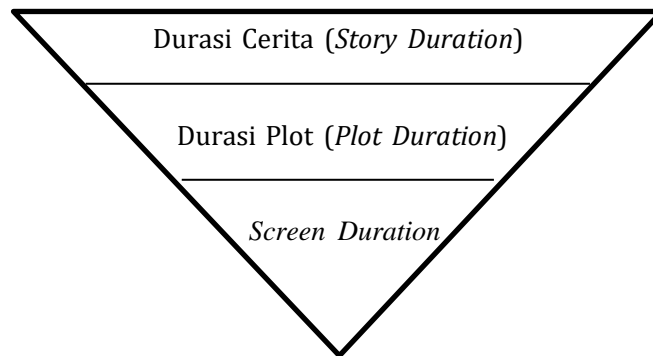 Durasi Cerita (Story Duration)
Durasi Plot (Plot Duration)
Screen Duration